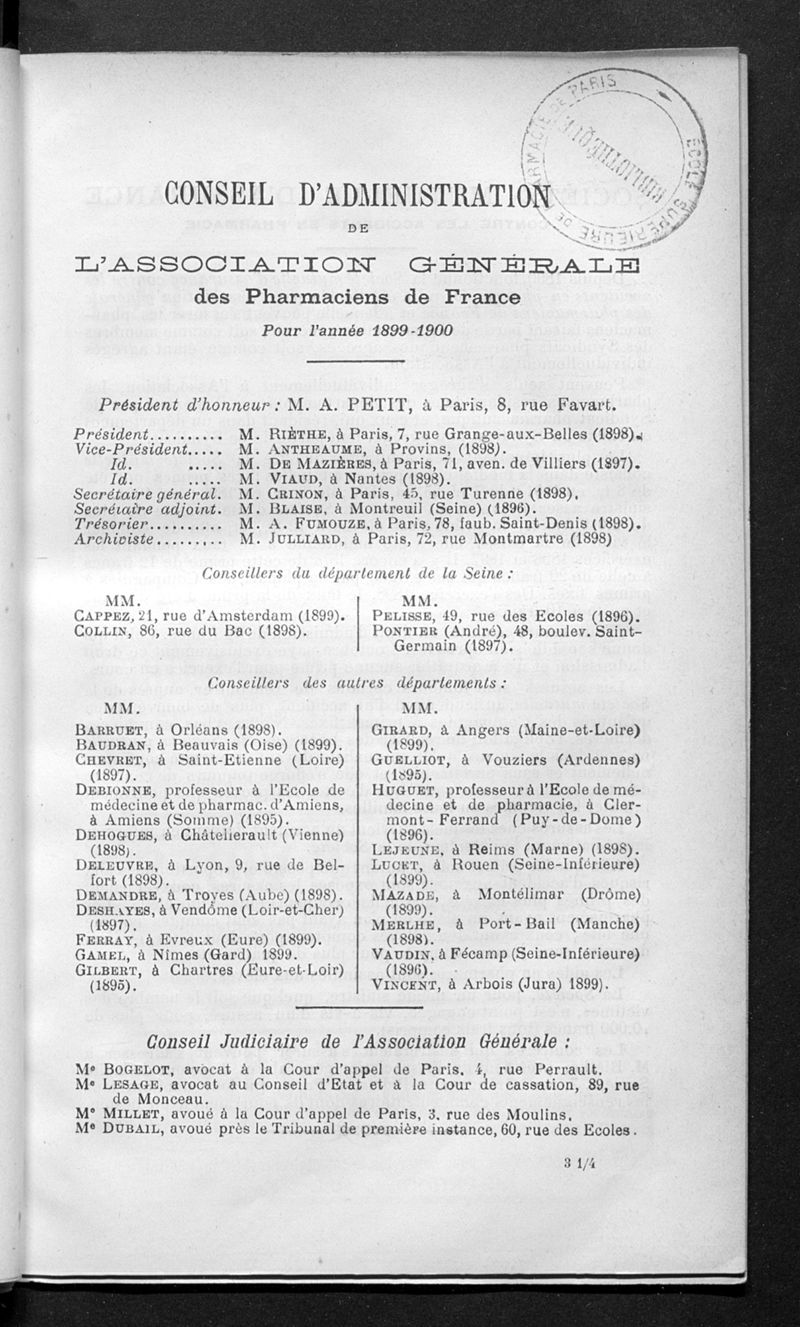 ÉCOLE SUPÉRIEURE DE PHARMACIE DE PARIS
BIBLIOTHÈQUE
CONSEIL D'ADMINISTRATION
DE
L'ASSOCIATION GÉNÉRALE
des Pharmaciens de France
Pour l'année 1899-1900
Président d'honneur : M. A. PETIT, à Paris, 8, rue Favart.
Président.......... M. RIÈTHE, à Paris, 7, rue Grange-aux-Belles (1898).
Vice-Président..... M. ANTHEAUME, à Provins, (1898).
Id. ..... M. DE MAZIÈRES, à Paris, 71, aven. de Villiers (1897).
Id. ..... M. VIAUD, à Nantes (1898).
Secrétaire général. M. CRINON, à Paris, 45, rue Turenne (1898).
Secrétaire adjoint. M. BLAISE, à Montreuil (Seine) (1896).
Trésorier.......... M. A. FUMOUZE, à Paris, 78, faub. Saint-Denis (1898).
Archiviste......... M. JULLIARD, à Paris, 72, rue Montmartre (1898)
Conseillers du département de la Seine :
MM.
CAPPEZ, 21, rue d'Amsterdam (1899).
COLLIN, 86, rue du Bac (1898).
MM.
PELISSE, 49, rue des Ecoles (1896).
PONTIER (André), 48, boulev. Saint-
Germain (1897).
Conseillers des autres départements :
MM.
BARRUET, à Orléans (1898).
BAUDRAN, à Beauvais (Oise) (1899).
CHEVRET, à Saint-Etienne (Loire)
(1897).
DEBIONNE, professeur à l'Ecole de
médecine et de pharmac. d'Amiens,
à Amiens (Somme) (1895).
DEHOGUES, à Châtellerault (Vienne)
(1898).
DELEUVRE, à Lyon, 9, rue de Bel-
fort (1898).
DEMANDRE, à Troyes (Aube) (1898).
DESHAYES, à Vendôme (Loir-et-Cher)
(1897).
FERRAY, à Evreux (Eure) (1899).
GAMEL, à Nîmes (Gard) 1899.
GILBERT, à Chartres (Eure-et-Loir)
(1895).
MM.
GIRARD, à Angers (Maine-et-Loire)
(1899).
GUELLIOT, à Vouziers (Ardennes)
(1895).
HUGUET, professeur à l'Ecole de mé-
decine et de pharmacie, à Cler-
mont-Ferrand (Puy-de-Dome)
(1896).
LEJEUNE, à Reims (Marne) (1898).
LUCET, à Rouen (Seine-Inférieure)
(1899).
MAZADE, à Montélimar (Drôme)
(1899).
MERLHE, à Port-Bail (Manche)
(1898).
VAUDIN, à Fécamp (Seine-Inférieure)
(1896).
VINCENT, à Arbois (Jura) 1899).
Conseil Judiciaire de l'Association Générale :
Me BOGELOT, avocat à la Cour d'appel de Paris, 4, rue Perrault.
Me LESAGE, avocat au Conseil d'Etat et à la Cour de cassation, 89, rue
de Monceau.
Me MILLET, avoué à la Cour d'appel de Paris, 3, rue des Moulins.
Me DUBAIL, avoué près le Tribunal de première instance, 60, rue des Ecoles.
3 1/4